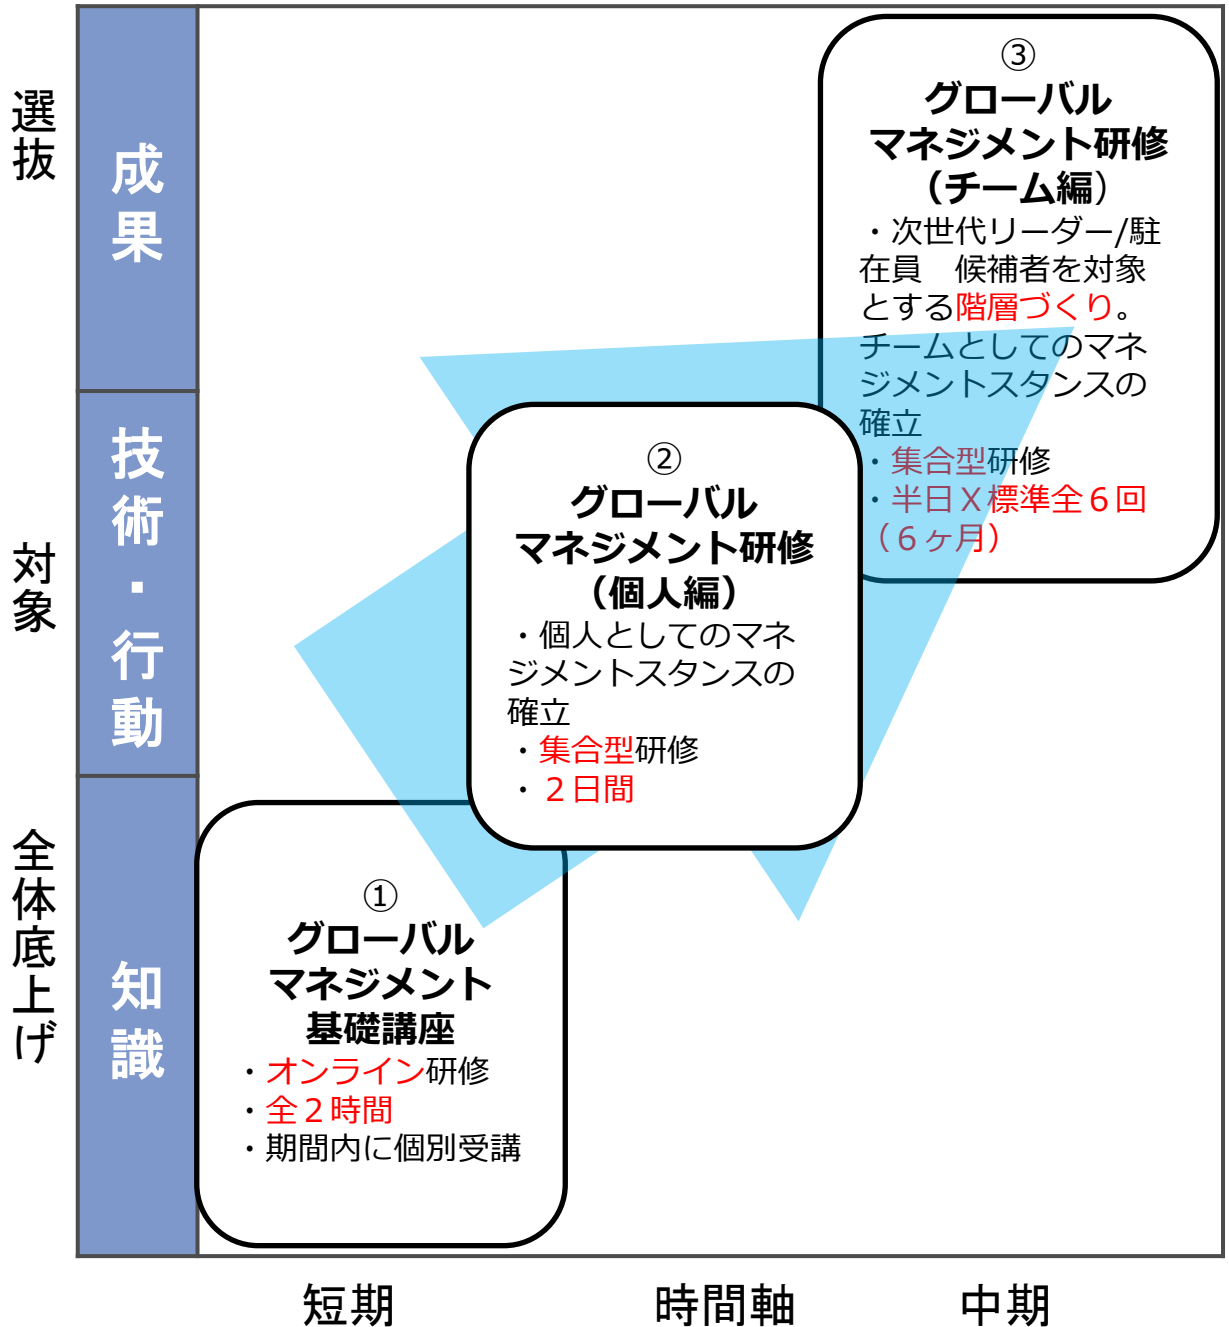 選抜
対象
全体底上げ
成果
技術・行動
知識
③
グローバル
マネジメント研修
（チーム編）
・次世代リーダー/駐
在員　候補者を対象
とする階層づくり。
チームとしてのマネ
ジメントスタンスの
確立
・集合型研修
・半日Ｘ標準全６回
（６ヶ月）
②
グローバル
マネジメント研修
（個人編）
・個人としてのマネ
ジメントスタンスの
確立
・集合型研修
・２日間
①
グローバル
マネジメント
基礎講座
・オンライン研修
・全２時間
・期間内に個別受講
短期
時間軸
中期